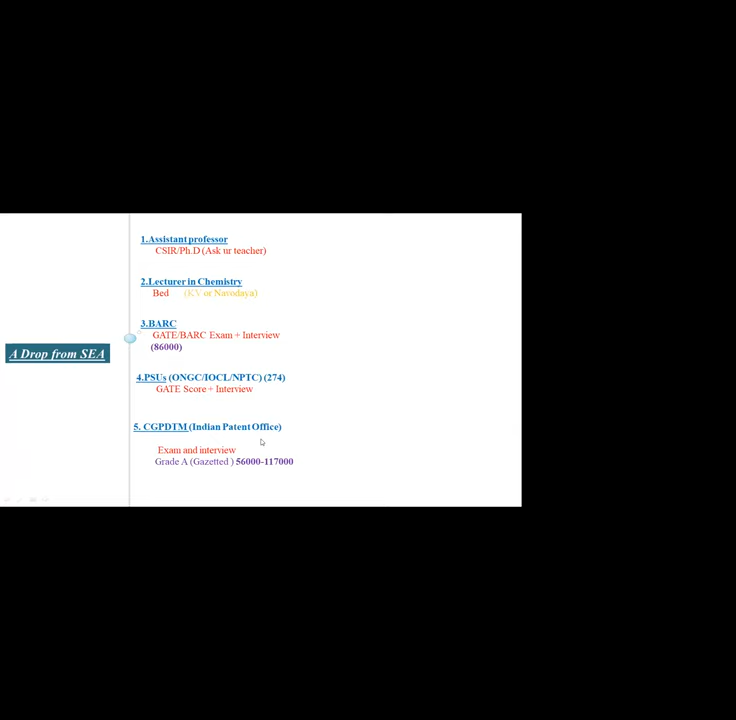 A Drop from SEA
1.Assistant professor
CSIR/Ph.D (Ask ur teacher)
2.Lecturer in Chemistry
Bed (KV or Navodaya)
3.BARC
GATE/BARC Exam + Interview
(86000)
4.PSUs (ONGC/IOCL/NPTC) (274)
GATE Score + Interview
5. CGPDTM (Indian Patent Office)
Exam and interview
Grade A (Gazetted ) 56000-117000